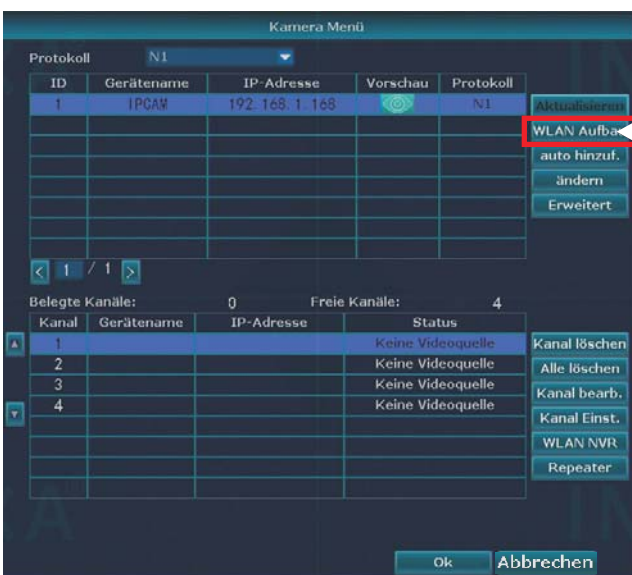 Kamera Menü
Protokoll N1
ID Gerätename IP-Adresse Vorschau Protokoll
1 IPCAM 192. 168. 1. 168 N1 Aktualisieren
WLAN Aufba
auto hinzuf.
ändern
Erweitert
< 1 / 1 >
Belegte Kanäle: 0 Freie Kanäle: 4
Kanal Gerätename IP-Adresse Status
1 Keine Videoquelle Kanal löschen
2 Keine Videoquelle Alle löschen
3 Keine Videoquelle Kanal bearb.
4 Keine Videoquelle Kanal Einst.
WLAN NVR
Repeater
Ok Abbrechen